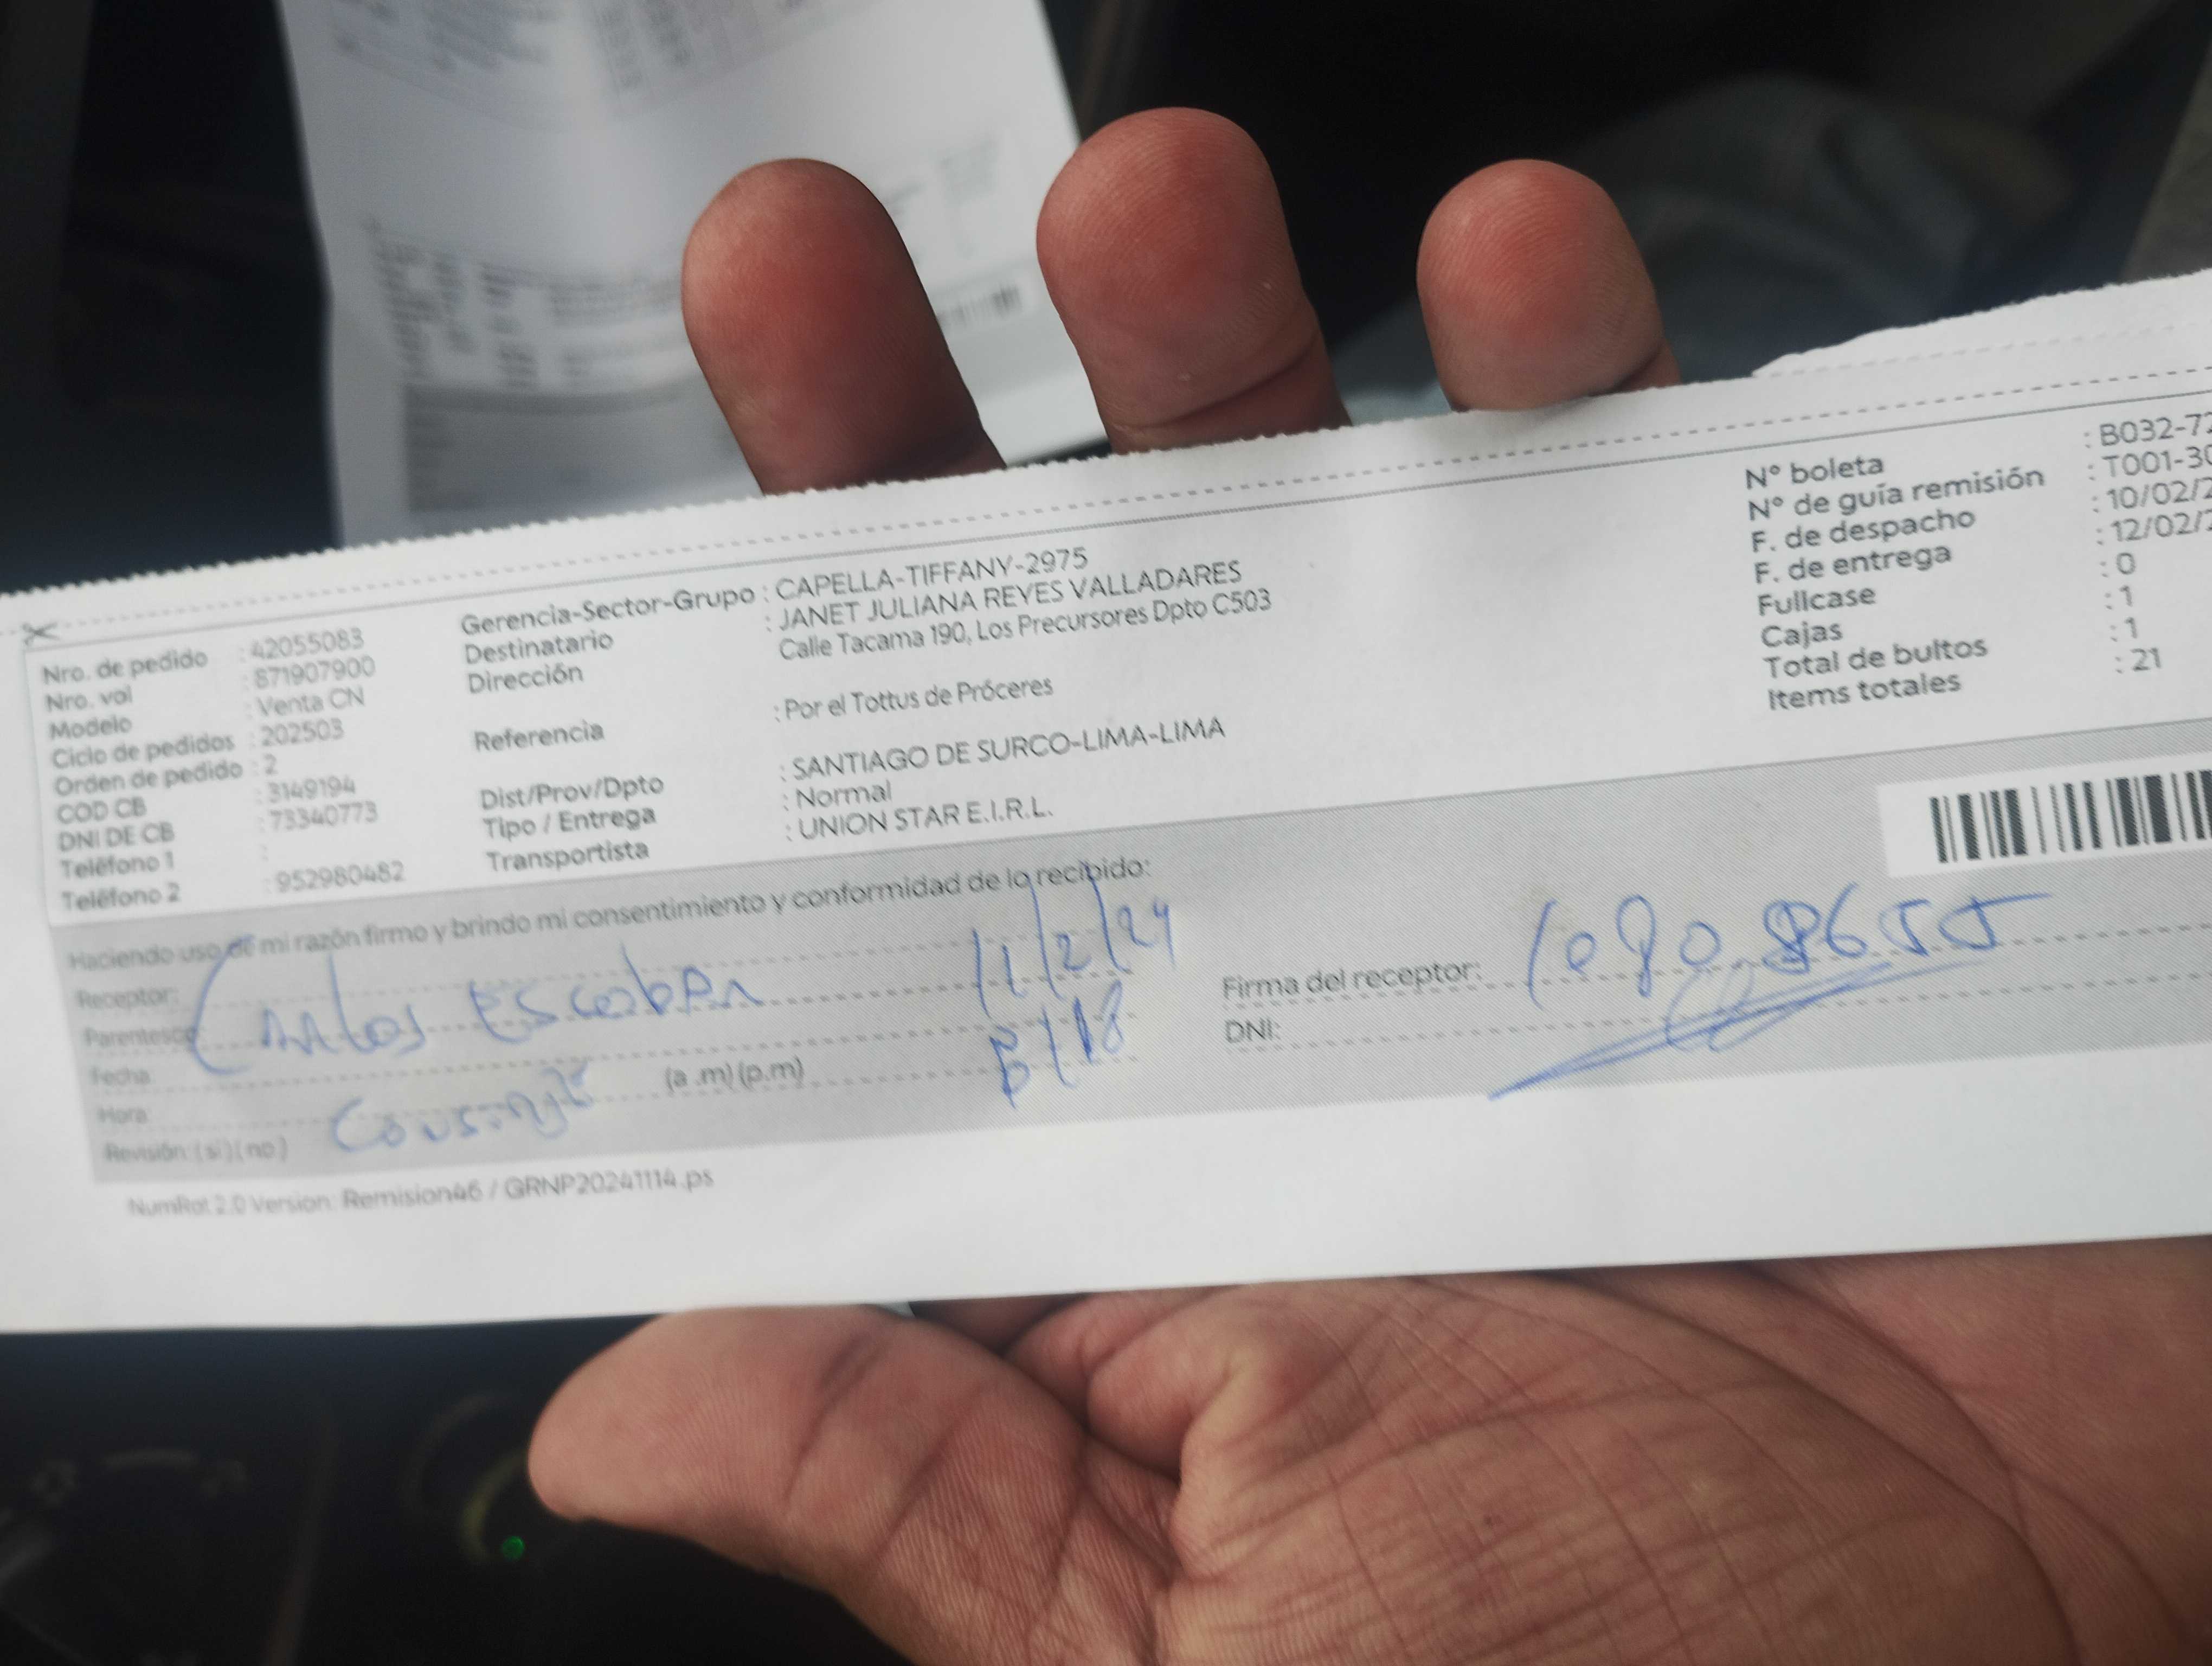 Nro. de pedido : 42055083
Nro. vol : 871907900
Modelo : Venta CN
Ciclo de pedidos : 202503
Orden de pedido : 2
COD CB : 3149194
DNI DE CB : 73340773
Teléfono 1 :
Teléfono 2 : 952980482
Gerencia-Sector-Grupo : CAPELLA-TIFFANY-2975
Destinatario : JANET JULIANA REYES VALLADARES
Dirección Calle Tacama 190, Los Precursores Dpto C503
Referencia : Por el Tottus de Próceres
Dist/Prov/Dpto : SANTIAGO DE SURCO-LIMA-LIMA
Tipo / Entrega : Normal
Transportista : UNION STAR E.I.R.L.
N° boleta : B032-72
N° de guía remisión : T001-30
F. de despacho : 10/02/2
F. de entrega : 12/02/2
Fullcase : 0
Cajas : 1
Total de bultos : 1
Items totales : 21
Haciendo uso de mi razón firmo y brindo mi consentimiento y conformidad de lo recibido:
Receptor: Carlos Escobar 11/2/24
Parentesco:
Fecha
Hora (a .m) (p.m)
Revisión: ( si ) ( no )
Firma del receptor:
DNI:
NumRot 2.0 Version: Remision46 / GRNP20241114.ps